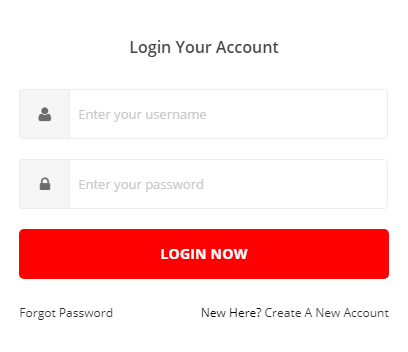 Login Your Account
Enter your username
Enter your password
LOGIN NOW
Forgot Password
New Here? Create A New Account